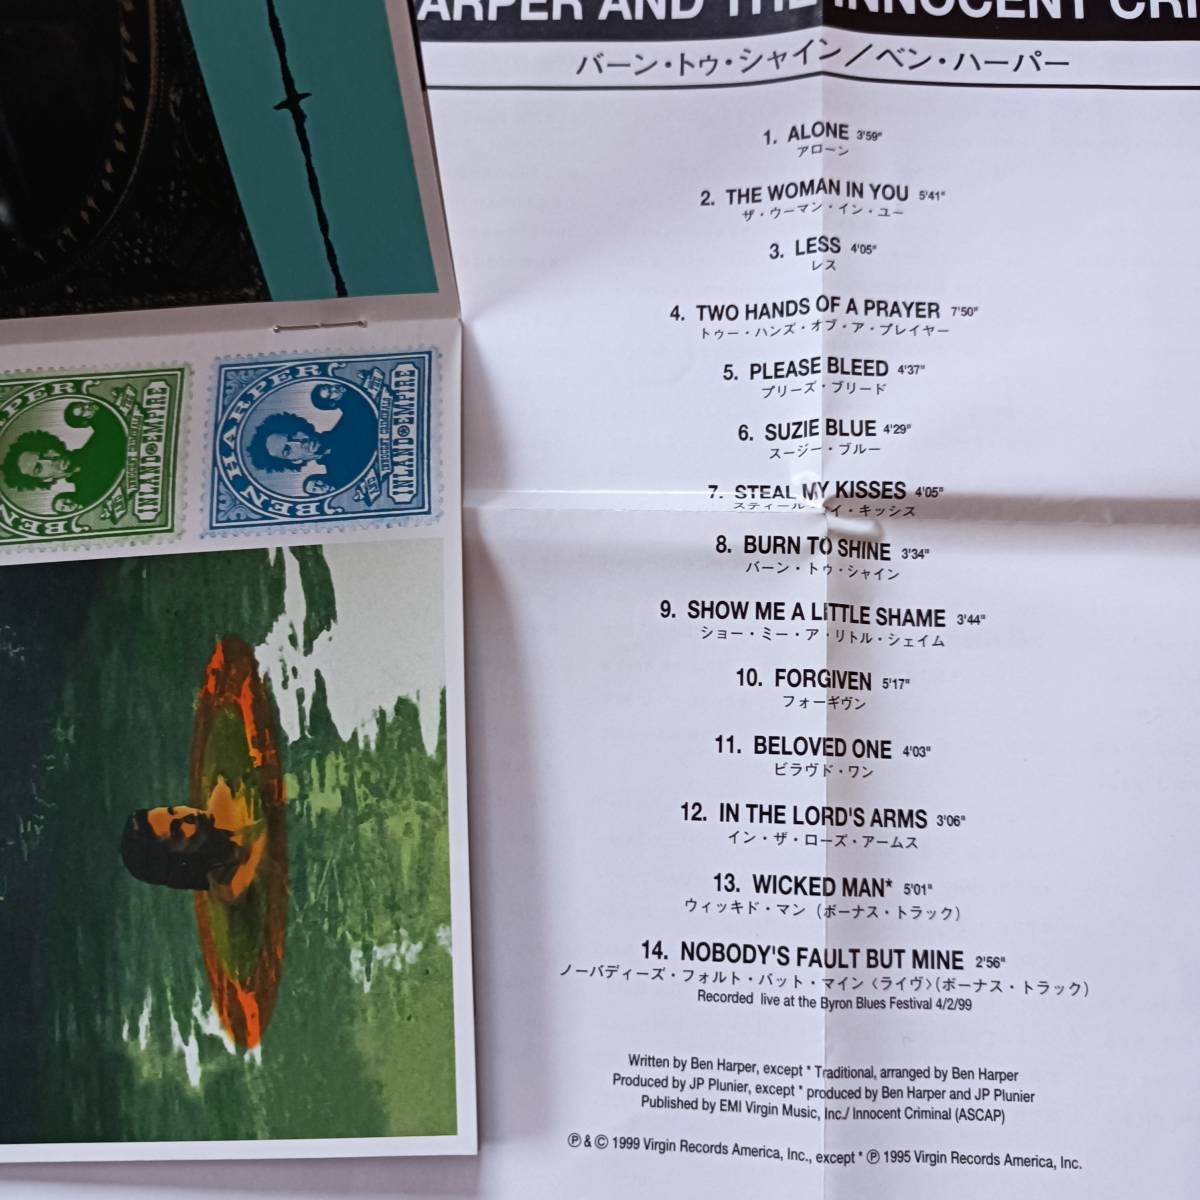 ARPER AND THE INNOCENT CRI
バーン・トゥ・シャイン/ベン・ハーパー
1. ALONE 3'59"
アローン
2. THE WOMAN IN YOU 5'41"
ザ・ウーマン・イン・ユー
3. LESS 4'05"
レス
4. TWO HANDS OF A PRAYER 7'50"
トゥー・ハンズ・オブ・ア・プレイヤー
5. PLEASE BLEED 4'37"
プリーズ・ブリード
6. SUZIE BLUE 4'29"
スージー・ブルー
7. STEAL MY KISSES 4'05"
スティール・ イ・キッシス
8. BURN TO SHINE 3'34"
バーン・トゥ・シャイン
9. SHOW ME A LITTLE SHAME 3'44"
ショー・ミー・ア・リトル・シェイム
10. FORGIVEN 5'17"
フォーギヴン
11. BELOVED ONE 4'03"
ビラヴド・ワン
12. IN THE LORD'S ARMS 3'06"
イン・ザ・ローズ・アームス
13. WICKED MAN* 5'01"
ウィッキド・マン (ボーナス・トラック)
14. NOBODY'S FAULT BUT MINE 2'56"
ノーバディーズ・フォルト・バット・マイン〈ライヴ〉(ボーナス・トラック)
Recorded live at the Byron Blues Festival 4/2/99
Written by Ben Harper, except * Traditional, arranged by Ben Harper
Produced by JP Plunier, except * produced by Ben Harper and JP Plunier
Published by EMI Virgin Music, Inc./ Innocent Criminal (ASCAP)
Ⓟ & © 1999 Virgin Records America, Inc., except * Ⓟ 1995 Virgin Records America, Inc.
ARPER
BEN
INLAND EMPIRE
BEN HARPER
AND THE
INNOCENT CRIMINALS
INLAND EMPIRE